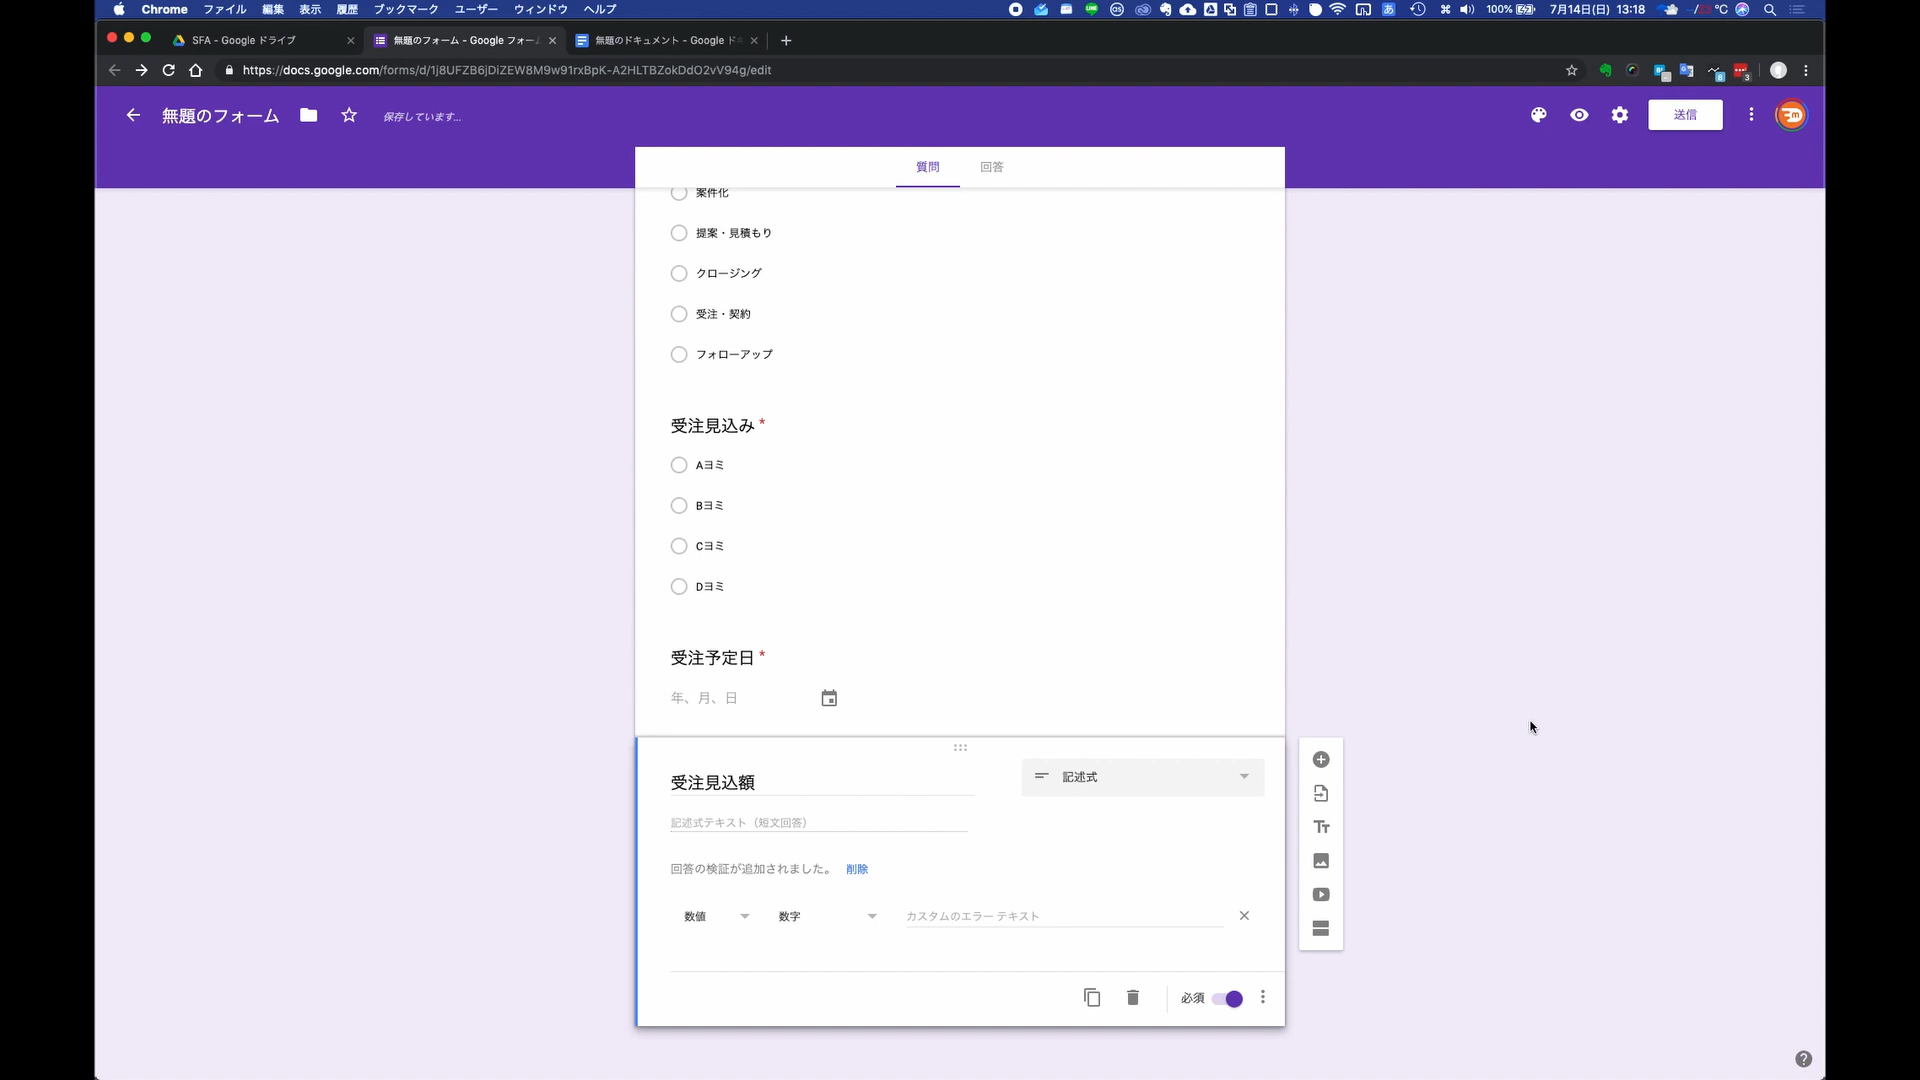 Chrome ファイル 編集 表示 履歴 ブックマーク ユーザー ウィンドウ ヘルプ 100% 7月14日(日) 13:18
SFA - Google ドライブ
無題のフォーム - Google フォー
無題のドキュメント - Google ド
https://docs.google.com/forms/d/1j8UFZB6jDiZEW8M9w91rxBpK-A2HLTBZokDdO2vV94g/edit
無題のフォーム
保存しています...
送信
質問 回答
案件化
提案・見積もり
クロージング
受注・契約
フォローアップ
受注見込み *
Aヨミ
Bヨミ
Cヨミ
Dヨミ
受注予定日 *
年、月、日
受注見込額
記述式
記述式テキスト（短文回答）
回答の検証が追加されました。 削除
数値 数字 カスタムのエラー テキスト
必須